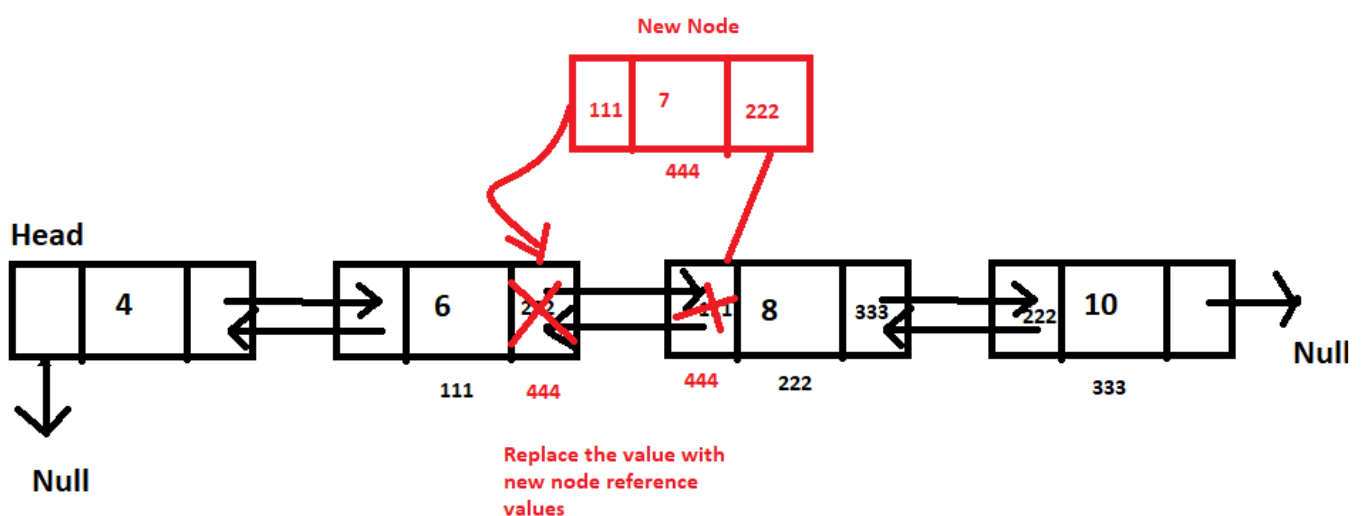 New Node
111 7 222
444
Head
4 6 222 8 333 222 10
Null
111 444 444 222 333
Null
Replace the value with
new node reference
values